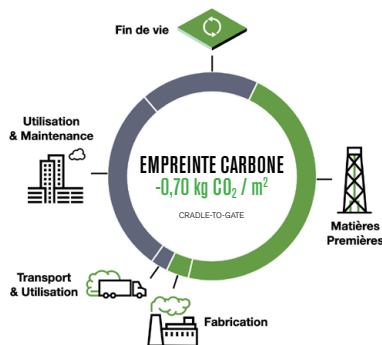 Fin de vie
Utilisation
& Maintenance
EMPREINTE CARBONE
-0,70 kg CO₂ / m²
CRADLE-TO-GATE
Matières
Premières
Transport
& Utilisation
Fabrication